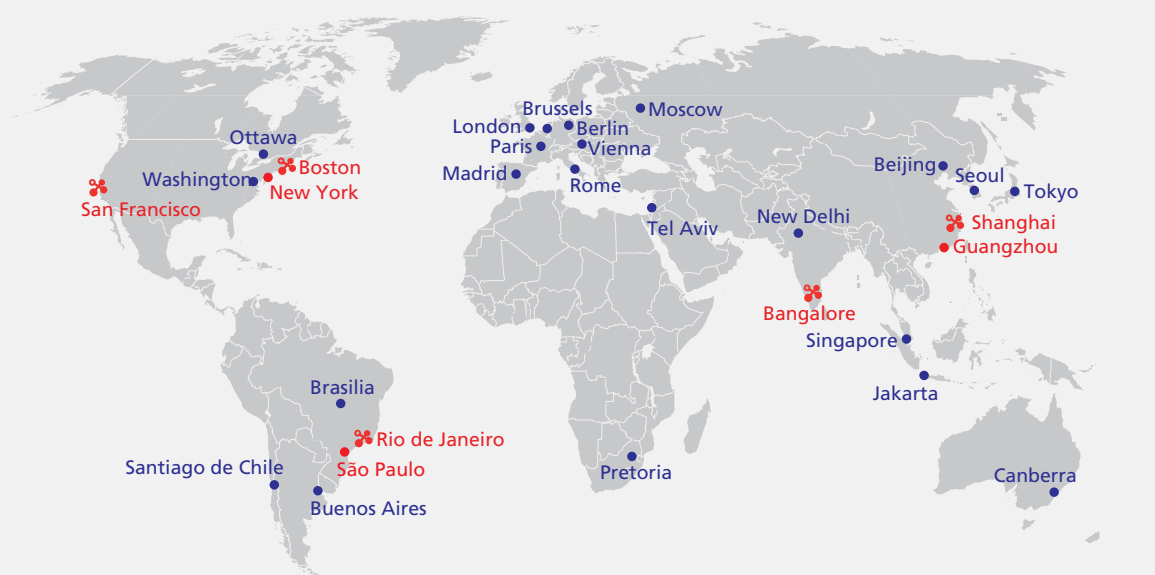 Brussels
Moscow
London
Berlin
Ottawa
Paris
Vienna
Boston
Beijing
Madrid
Seoul
Washington
Rome
New York
Tokyo
San Francisco
New Delhi
Shanghai
Tel Aviv
Guangzhou
Bangalore
Singapore
Brasilia
Jakarta
Rio de Janeiro
Santiago de Chile
São Paulo
Pretoria
Canberra
Buenos Aires